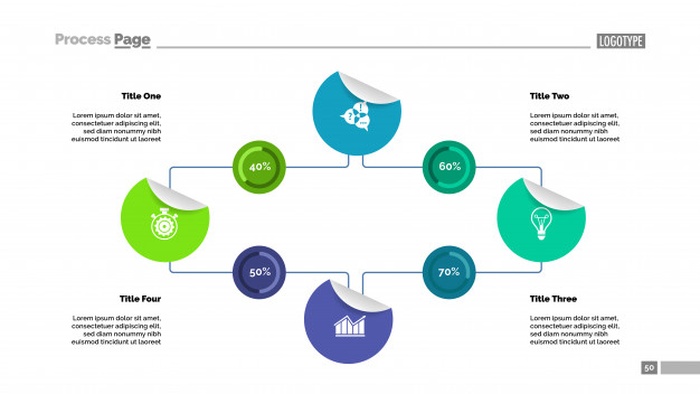 Process Page
LOGOTYPE
Title One
Lorem ipsum dolor sit amet,
consectetuer adipiscing elit,
sed diam nonummy nibh
euismod tincidunt ut laoreet
Title Two
Lorem ipsum dolor sit amet,
consectetuer adipiscing elit,
sed diam nonummy nibh
euismod tincidunt ut laoreet
40%
60%
50%
70%
Title Four
Lorem ipsum dolor sit amet,
consectetuer adipiscing elit,
sed diam nonummy nibh
euismod tincidunt ut laoreet
Title Three
Lorem ipsum dolor sit amet,
consectetuer adipiscing elit,
sed diam nonummy nibh
euismod tincidunt ut laoreet
50